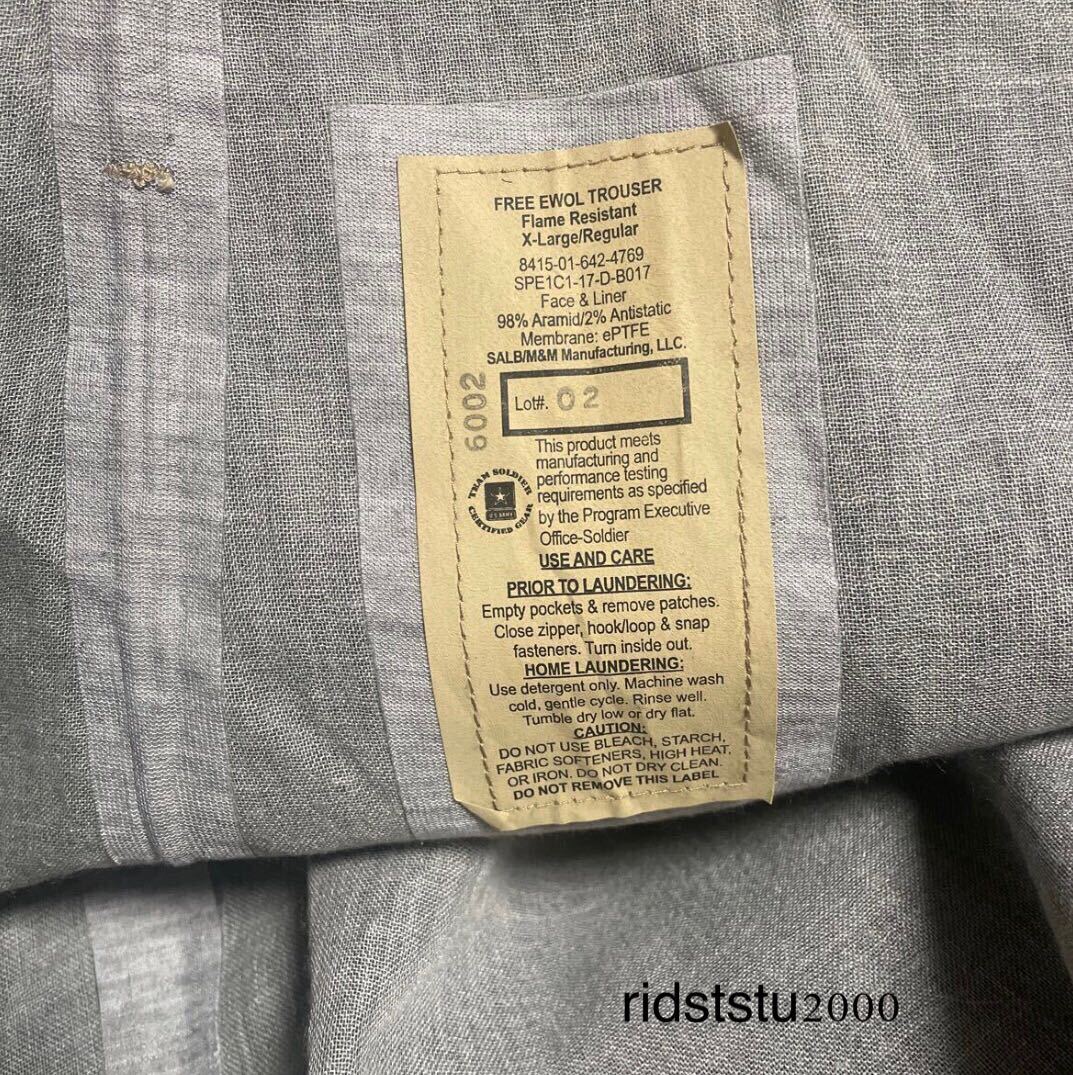 FREE EWOL TROUSER
Flame Resistant
X-Large/Regular
8415-01-642-4769
SPE1C1-17-D-B017
Face & Liner
98% Aramid/2% Antistatic
Membrane: ePTFE
SALB/M&M Manufacturing, LLC.
6002
Lot#. 02
This product meets
manufacturing and
performance testing
requirements as specified
by the Program Executive
Office-Soldier
TEAM SOLDIER
U.S. ARMY
CERTIFIED GEAR
USE AND CARE
PRIOR TO LAUNDERING:
Empty pockets & remove patches.
Close zipper, hook/loop & snap
fasteners. Turn inside out.
HOME LAUNDERING:
Use detergent only. Machine wash
cold, gentle cycle. Rinse well.
Tumble dry low or dry flat.
CAUTION:
DO NOT USE BLEACH, STARCH,
FABRIC SOFTENERS, HIGH HEAT,
OR IRON. DO NOT DRY CLEAN.
DO NOT REMOVE THIS LABEL
ridststu2000